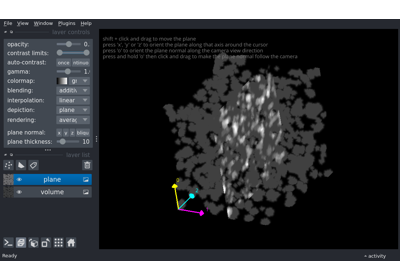 File View Window Plugins Help
layer controls
opacity: 0.
contrast limits:
auto-contrast: once
gamma: 1.
colormap: gr
blending: additiv
interpolation: linear
depiction: plane
rendering: averag
plane normal: x y z
plane thickness: 10
layer list
plane
volume
Ready
activity
shift + click and drag to move the plane
press 'x', 'y' or 'z' to orient the plane along that axis around the cursor
press 'o' to orient the plane normal along the camera view direction
press and hold 'o' then click and drag to make the plane normal follow the camera